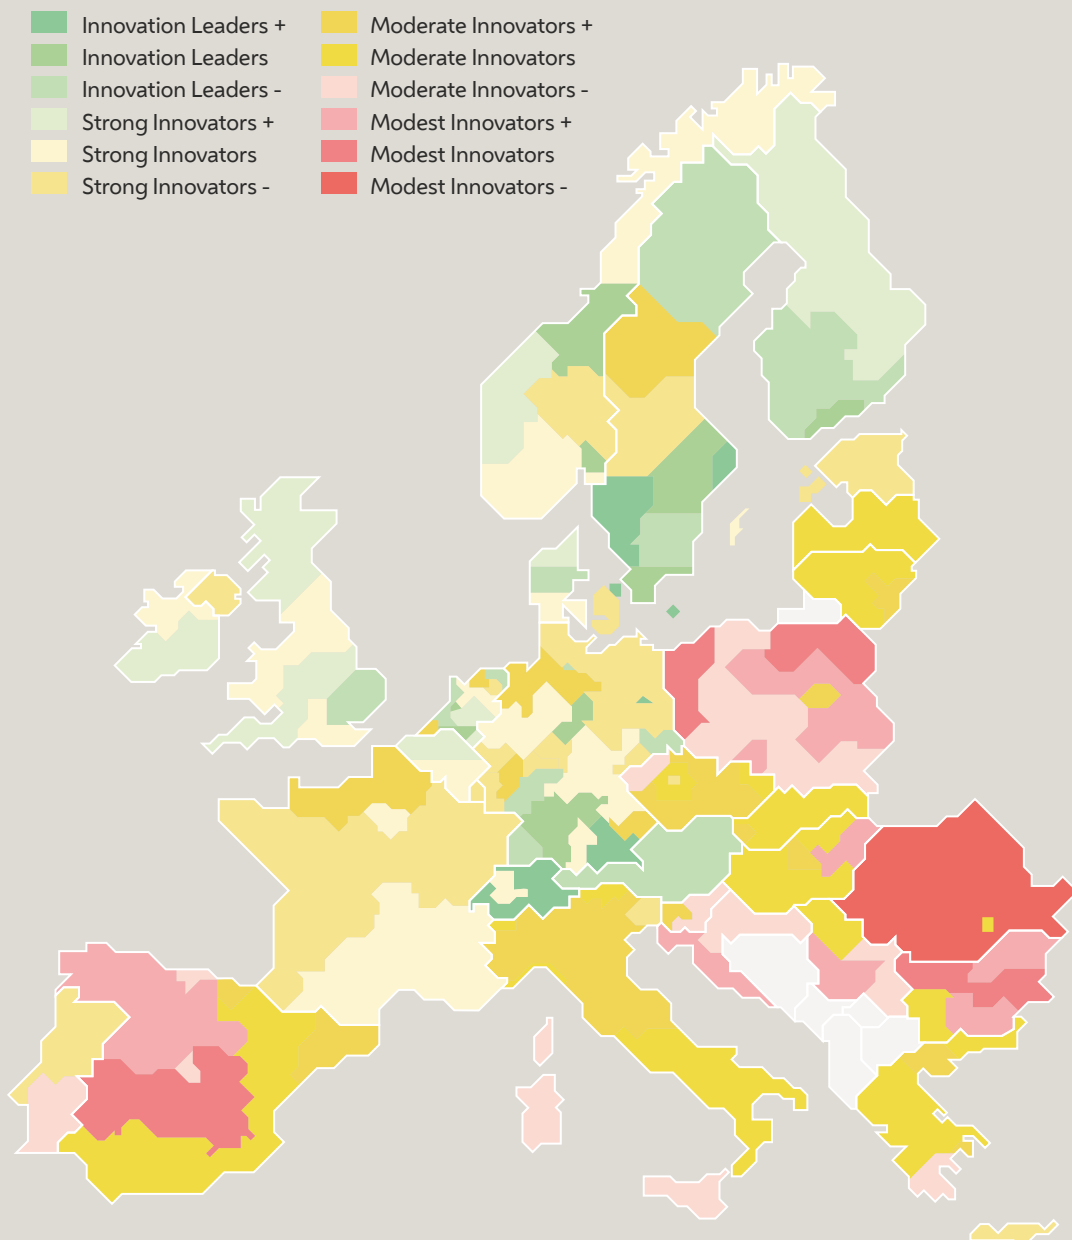 Innovation Leaders +
Innovation Leaders
Innovation Leaders -
Strong Innovators +
Strong Innovators
Strong Innovators -
Moderate Innovators +
Moderate Innovators
Moderate Innovators -
Modest Innovators +
Modest Innovators
Modest Innovators -